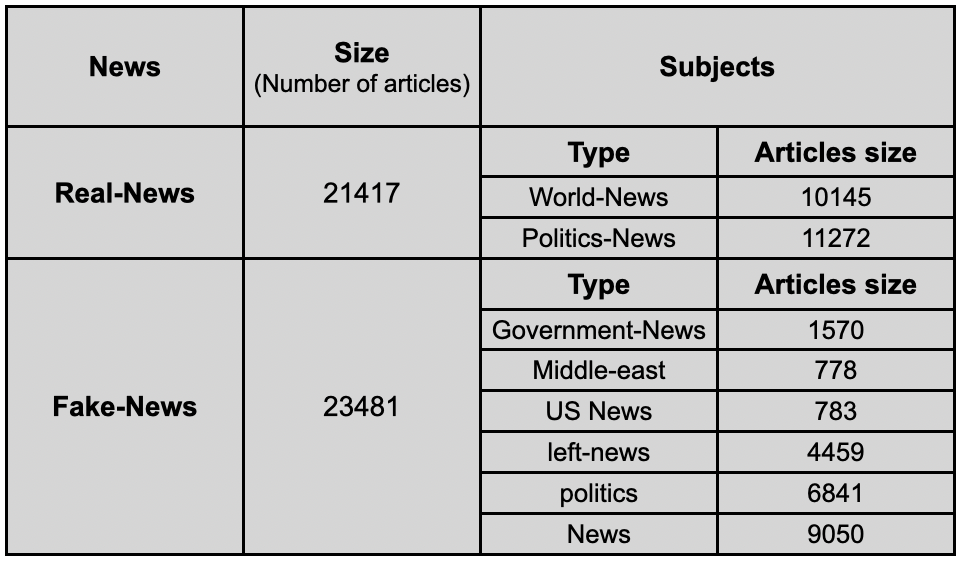 News
Size
(Number of articles)
Subjects
Real-News
21417
Type
Articles size
World-News
10145
Politics-News
11272
Fake-News
23481
Type
Articles size
Government-News
1570
Middle-east
778
US News
783
left-news
4459
politics
6841
News
9050